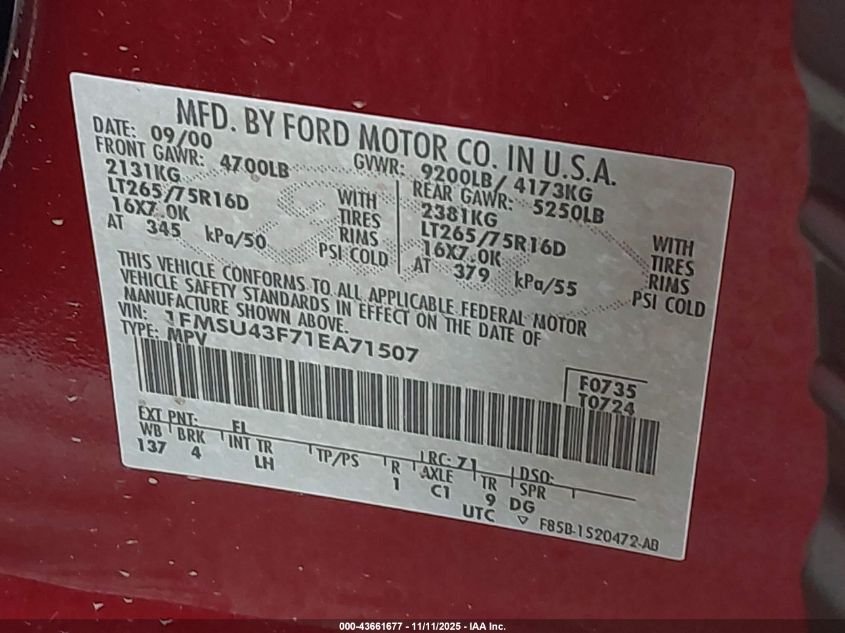 MFD. BY FORD MOTOR CO. IN U.S.A.
DATE: 09/00 GVWR: 9200LB/ 4173KG
FRONT GAWR: 4700LB REAR GAWR: 5250LB
2131KG WITH 2381KG WITH
LT265/75R16D TIRES LT265/75R16D TIRES
16X7.0K RIMS 16X7.0K RIMS
AT 345 kPa/50 PSI COLD AT 379 kPa/55 PSI COLD
THIS VEHICLE CONFORMS TO ALL APPLICABLE FEDERAL MOTOR
VEHICLE SAFETY STANDARDS IN EFFECT ON THE DATE OF
MANUFACTURE SHOWN ABOVE.
VIN: 1FMSU43F71EA71507
TYPE: MPV
F0735
T0724
EXT PNT: EL RC: 71 DSO:
WB BRK INT TR TP/PS R AXLE TR SPR
137 4 LH 1 C1 9 DG
UTC ▽ F85B-1520472-AB
000-43661677 - 11/11/2025 - IAA Inc.